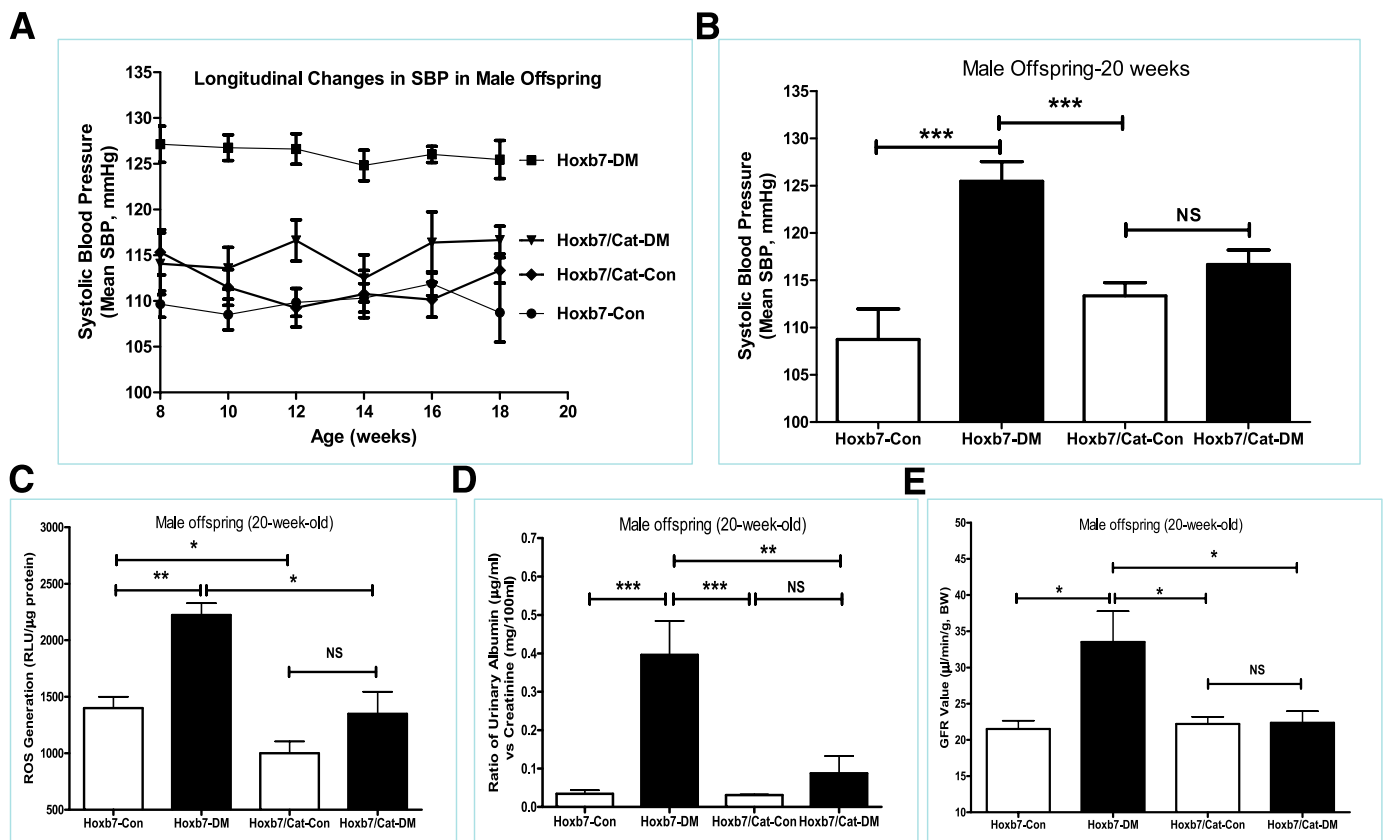 A
Longitudinal Changes in SBP in Male Offspring
Systolic Blood Pressure
(Mean SBP, mmHg)
135
130
125
120
115
110
105
100
8
10
12
14
16
18
20
Age (weeks)
Hoxb7-DM
Hoxb7/Cat-DM
Hoxb7/Cat-Con
Hoxb7-Con
B
Male Offspring-20 weeks
Systolic Blood Pressure
(Mean SBP, mmHg)
135
130
125
120
115
110
105
100
***
***
NS
Hoxb7-Con
Hoxb7-DM
Hoxb7/Cat-Con
Hoxb7/Cat-DM
C
Male offspring (20-week-old)
ROS Generation (RLU/µg protein)
3000
2500
2000
1500
1000
500
*
**
*
NS
Hoxb7-Con
Hoxb7-DM
Hoxb7/Cat-Con
Hoxb7/Cat-DM
D
Male offspring (20-week-old)
Ratio of Urinary Albumin (µg/ml)
vs Creatinine (mg/100ml)
0.7
0.6
0.5
0.4
0.3
0.2
0.1
0.0
**
***
***
NS
Hoxb7-Con
Hoxb7-DM
Hoxb7/Cat-Con
Hoxb7/Cat-DM
E
Male offspring (20-week-old)
GFR Value (µl/min/g, BW)
50
45
40
35
30
25
20
15
10
*
*
*
NS
Hoxb7-Con
Hoxb7-DM
Hoxb7/Cat-Con
Hoxb7/Cat-DM